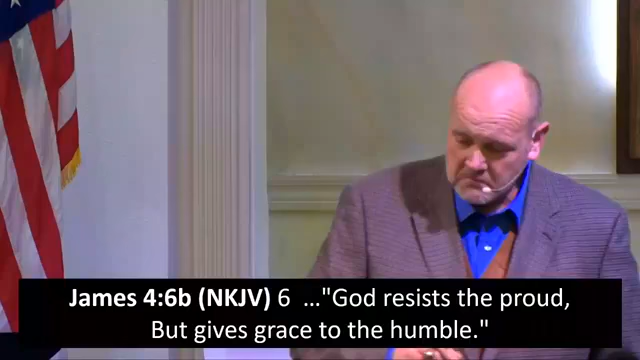 James 4:6b (NKJV) 6 ..."God resists the proud,
But gives grace to the humble."